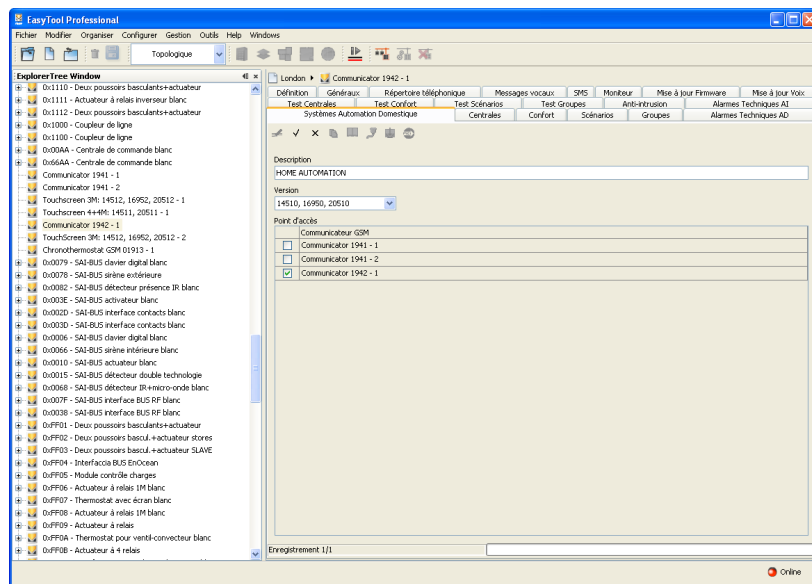 EasyTool Professional
Fichier Modifier Organiser Configurer Gestion Outils Help Windows
Topologique
ExplorerTree Window
0x1110 - Deux poussoirs basculants+actuateur
0x1111 - Actuateur à relais inverseur blanc
0x1112 - Deux poussoirs basculants+actuateur
0x1000 - Coupleur de ligne
0x1100 - Coupleur de ligne
0x00AA - Centrale de commande blanc
0x66AA - Centrale de commande blanc
Communicator 1941 - 1
Communicator 1941 - 2
Touchscreen 3M: 14512, 16952, 20512 - 1
Touchscreen 4+4M: 14511, 20511 - 1
Communicator 1942 - 1
TouchScreen 3M: 14512, 16952, 20512 - 2
Chronothermostat GSM 01913 - 1
0x0079 - SAI-BUS clavier digital blanc
0x0078 - SAI-BUS sirène extérieure
0x0082 - SAI-BUS détecteur présence IR blanc
0x003E - SAI-BUS activateur blanc
0x002D - SAI-BUS interface contacts blanc
0x003D - SAI-BUS interface contacts blanc
0x0006 - SAI-BUS clavier digital blanc
0x0066 - SAI-BUS sirène intérieure blanc
0x0010 - SAI-BUS actuateur blanc
0x0015 - SAI-BUS détecteur double technologie
0x0068 - SAI-BUS détecteur IR+micro-onde blanc
0x007F - SAI-BUS interface BUS RF blanc
0x0038 - SAI-BUS interface BUS RF blanc
0xFF01 - Deux poussoirs basculants+actuateur
0xFF02 - Deux poussoirs bascul.+actuateur stores
0xFF03 - Deux poussoirs bascul.+actuateur SLAVE
0xFF04 - Interfaccia BUS EnOcean
0xFF05 - Module contrôle charges
0xFF06 - Actuateur à relais 1M blanc
0xFF07 - Thermostat avec écran blanc
0xFF08 - Actuateur à relais 1M blanc
0xFF09 - Actuateur à relais
0xFF0A - Thermostat pour ventil-convecteur blanc
0xFF0B - Actuateur à 4 relais
London Communicator 1942 - 1
Définition Généraux Répertoire téléphonique Messages vocaux SMS Moniteur Mise à jour Firmware Mise à jour Voix
Test Centrales Test Confort Test Scénarios Test Groupes Anti-intrusion Alarmes Techniques AI
Systèmes Automation Domestique Centrales Confort Scénarios Groupes Alarmes Techniques AD
Description
HOME AUTOMATION
Version
14510, 16950, 20510
Point d'accès
Communicateur GSM
Communicator 1941 - 1
Communicator 1941 - 2
Communicator 1942 - 1
Enregistrement 1/1
Online